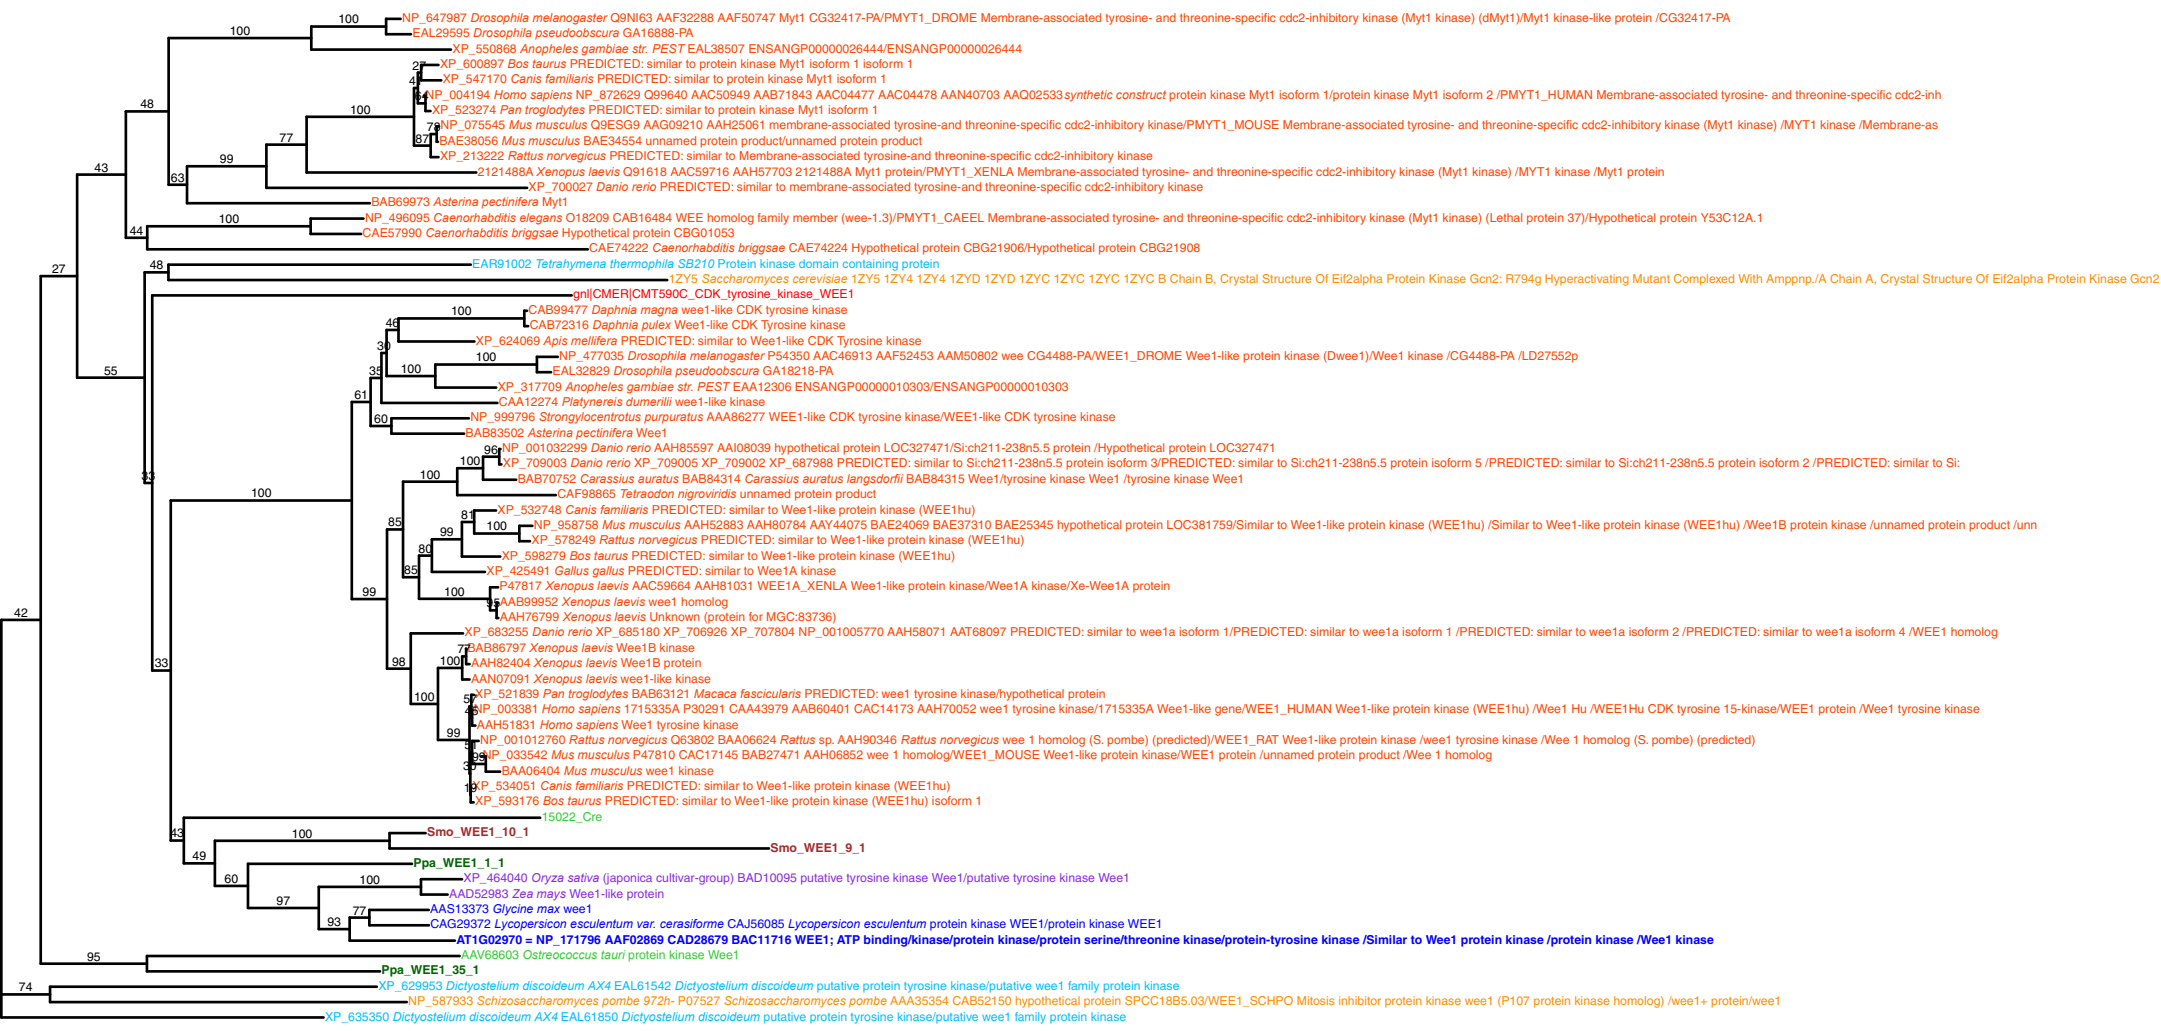 100 NP_647987 Drosophila melanogaster Q9NI63 AAF32288 AAF50747 Myt1 CG32417-PA/PMYT1_DROME Membrane-associated tyrosine- and threonine-specific cdc2-inhibitory kinase (Myt1 kinase) (dMyt1)/Myt1 kinase-like protein /CG32417-PA
100 EAL29595 Drosophila pseudoobscura GA16888-PA
XP_550868 Anopheles gambiae str. PEST EAL38507 ENSANGP00000026444/ENSANGP00000026444
27 XP_600897 Bos taurus PREDICTED: similar to protein kinase Myt1 isoform 1 isoform 1
XP_547170 Canis familiaris PREDICTED: similar to protein kinase Myt1 isoform 1
NP_004194 Homo sapiens NP_872629 Q99640 AAC50949 AAB71843 AAC04477 AAC04478 AAN40703 AAQ02533 synthetic construct protein kinase Myt1 isoform 1/protein kinase Myt1 isoform 2 /PMYT1_HUMAN Membrane-associated tyrosine- and threonine-specific cdc2-inh
48 100 XP_523274 Pan troglodytes PREDICTED: similar to protein kinase Myt1 isoform 1
NP_075545 Mus musculus Q9ESG9 AAG09210 AAH25061 membrane-associated tyrosine-and threonine-specific cdc2-inhibitory kinase/PMYT1_MOUSE Membrane-associated tyrosine- and threonine-specific cdc2-inhibitory kinase (Myt1 kinase) /MYT1 kinase /Membrane-as
77 87 BAE38056 Mus musculus BAE34554 unnamed protein product/unnamed protein product
99 XP_213222 Rattus norvegicus PREDICTED: similar to Membrane-associated tyrosine-and threonine-specific cdc2-inhibitory kinase
43 63 2121488A Xenopus laevis Q91618 AAC59716 AAH57703 2121488A Myt1 protein/PMYT1_XENLA Membrane-associated tyrosine- and threonine-specific cdc2-inhibitory kinase (Myt1 kinase) /MYT1 kinase /Myt1 protein
XP_700027 Danio rerio PREDICTED: similar to membrane-associated tyrosine-and threonine-specific cdc2-inhibitory kinase
BAB69973 Asterina pectinifera Myt1
100 NP_496095 Caenorhabditis elegans O18209 CAB16484 WEE homolog family member (wee-1.3)/PMYT1_CAEEL Membrane-associated tyrosine- and threonine-specific cdc2-inhibitory kinase (Myt1 kinase) (Lethal protein 37)/Hypothetical protein Y53C12A.1
44 CAE57990 Caenorhabditis briggsae Hypothetical protein CBG01053
CAE74222 Caenorhabditis briggsae CAE74224 Hypothetical protein CBG21906/Hypothetical protein CBG21908
27 48 EAR91002 Tetrahymena thermophila SB210 Protein kinase domain containing protein
1ZY5 Saccharomyces cerevisiae 1ZY5 1ZY4 1ZY4 1ZYD 1ZYD 1ZYC 1ZYC 1ZYC 1ZYC B Chain B, Crystal Structure Of Eif2alpha Protein Kinase Gcn2: R794g Hyperactivating Mutant Complexed With Amppnp./A Chain A, Crystal Structure Of Eif2alpha Protein Kinase Gcn2
gnl|CMER|CMT590C_CDK_tyrosine_kinase_WEE1
100 CAB99477 Daphnia magna wee1-like CDK tyrosine kinase
46 CAB72316 Daphnia pulex Wee1-like CDK Tyrosine kinase
30 XP_624069 Apis mellifera PREDICTED: similar to Wee1-like CDK Tyrosine kinase
100 NP_477035 Drosophila melanogaster P54350 AAC46913 AAF52453 AAM50802 wee CG4488-PA/WEE1_DROME Wee1-like protein kinase (Dwee1)/Wee1 kinase /CG4488-PA /LD27552p
55 35 100 EAL32829 Drosophila pseudoobscura GA18218-PA
61 XP_317709 Anopheles gambiae str. PEST EAA12306 ENSANGP00000010303/ENSANGP00000010303
CAA12274 Platynereis dumerilii wee1-like kinase
60 NP_999796 Strongylocentrotus purpuratus AAA86277 WEE1-like CDK tyrosine kinase/WEE1-like CDK tyrosine kinase
BAB83502 Asterina pectinifera Wee1
96 NP_001032299 Danio rerio AAH85597 AAI08039 hypothetical protein LOC327471/Si:ch211-238n5.5 protein /Hypothetical protein LOC327471
100 XP_709003 Danio rerio XP_709005 XP_709002 XP_687988 PREDICTED: similar to Si:ch211-238n5.5 protein isoform 3/PREDICTED: similar to Si:ch211-238n5.5 protein isoform 5 /PREDICTED: similar to Si:ch211-238n5.5 protein isoform 2 /PREDICTED: similar to Si:
33 100 BAB70752 Carassius auratus BAB84314 Carassius auratus langsdorfii BAB84315 Wee1/tyrosine kinase Wee1 /tyrosine kinase Wee1
100 CAF98865 Tetraodon nigroviridis unnamed protein product
81 XP_532748 Canis familiaris PREDICTED: similar to Wee1-like protein kinase (WEE1hu)
85 99 100 NP_958758 Mus musculus AAH52883 AAH80784 AAY44075 BAE24069 BAE37310 BAE25345 hypothetical protein LOC381759/Similar to Wee1-like protein kinase (WEE1hu) /Similar to Wee1-like protein kinase (WEE1hu) /Wee1B protein kinase /unnamed protein product /unn
XP_578249 Rattus norvegicus PREDICTED: similar to Wee1-like protein kinase (WEE1hu)
80 XP_598279 Bos taurus PREDICTED: similar to Wee1-like protein kinase (WEE1hu)
85 XP_425491 Gallus gallus PREDICTED: similar to Wee1A kinase
99 100 P47817 Xenopus laevis AAC59664 AAH81031 WEE1A_XENLA Wee1-like protein kinase/Wee1A kinase/Xe-Wee1A protein
AAB99952 Xenopus laevis wee1 homolog
42 AAH76799 Xenopus laevis Unknown (protein for MGC:83736)
XP_683255 Danio rerio XP_685180 XP_706926 XP_707804 NP_001005770 AAH58071 AAT68097 PREDICTED: similar to wee1a isoform 1/PREDICTED: similar to wee1a isoform 1 /PREDICTED: similar to wee1a isoform 2 /PREDICTED: similar to wee1a isoform 4 /WEE1 homolog
BAB86797 Xenopus laevis Wee1B kinase
33 98 100 AAH82404 Xenopus laevis Wee1B protein
AAN07091 Xenopus laevis wee1-like kinase
100 XP_521839 Pan troglodytes BAB63121 Macaca fascicularis PREDICTED: wee1 tyrosine kinase/hypothetical protein
NP_003381 Homo sapiens 1715335A P30291 CAA43979 AAB60401 CAC14173 AAH70052 wee1 tyrosine kinase/1715335A Wee1-like gene/WEE1_HUMAN Wee1-like protein kinase (WEE1hu) /Wee1 Hu /WEE1Hu CDK tyrosine 15-kinase/WEE1 protein /Wee1 tyrosine kinase
99 AAH51831 Homo sapiens Wee1 tyrosine kinase
NP_001012760 Rattus norvegicus Q63802 BAA06624 Rattus sp. AAH90346 Rattus norvegicus wee 1 homolog (S. pombe) (predicted)/WEE1_RAT Wee1-like protein kinase /wee1 tyrosine kinase /Wee 1 homolog (S. pombe) (predicted)
NP_033542 Mus musculus P47810 CAC17145 BAB27471 AAH06852 wee 1 homolog/WEE1_MOUSE Wee1-like protein kinase/WEE1 protein /unnamed protein product /Wee 1 homolog
BAA06404 Mus musculus wee1 kinase
XP_534051 Canis familiaris PREDICTED: similar to Wee1-like protein kinase (WEE1hu)
XP_593176 Bos taurus PREDICTED: similar to Wee1-like protein kinase (WEE1hu) isoform 1
15022_Cre
43 100 Smo_WEE1_10_1
49 Smo_WEE1_9_1
Ppa_WEE1_1_1
60 100 XP_464040 Oryza sativa (japonica cultivar-group) BAD10095 putative tyrosine kinase Wee1/putative tyrosine kinase Wee1
97 AAD52983 Zea mays Wee1-like protein
77 AAS13373 Glycine max wee1
93 CAG29372 Lycopersicon esculentum var. cerasiforme CAJ56085 Lycopersicon esculentum protein kinase WEE1/protein kinase WEE1
AT1G02970 = NP_171796 AAF02869 CAD28679 BAC11716 WEE1; ATP binding/kinase/protein kinase/protein serine/threonine kinase/protein-tyrosine kinase /Similar to Wee1 protein kinase /protein kinase /Wee1 kinase
95 AAV68603 Ostreococcus tauri protein kinase Wee1
Ppa_WEE1_35_1
74 XP_629953 Dictyostelium discoideum AX4 EAL61542 Dictyostelium discoideum putative protein tyrosine kinase/putative wee1 family protein kinase
NP_587933 Schizosaccharomyces pombe 972h- P07527 Schizosaccharomyces pombe AAA35354 CAB52150 hypothetical protein SPCC18B5.03/WEE1_SCHPO Mitosis inhibitor protein kinase wee1 (P107 protein kinase homolog) /wee1+ protein/wee1
XP_635350 Dictyostelium discoideum AX4 EAL61850 Dictyostelium discoideum putative protein tyrosine kinase/putative wee1 family protein kinase